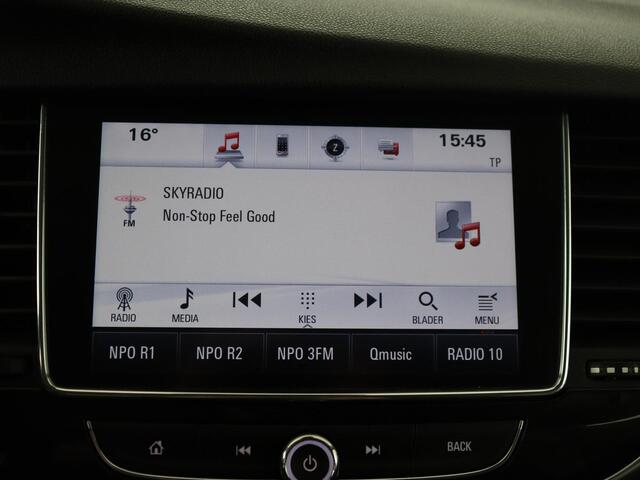 16° 15:45
TP
Z
SKYRADIO
Non-Stop Feel Good
FM
RADIO MEDIA KIES BLADER MENU
NPO R1 NPO R2 NPO 3FM Qmusic RADIO 10
BACK